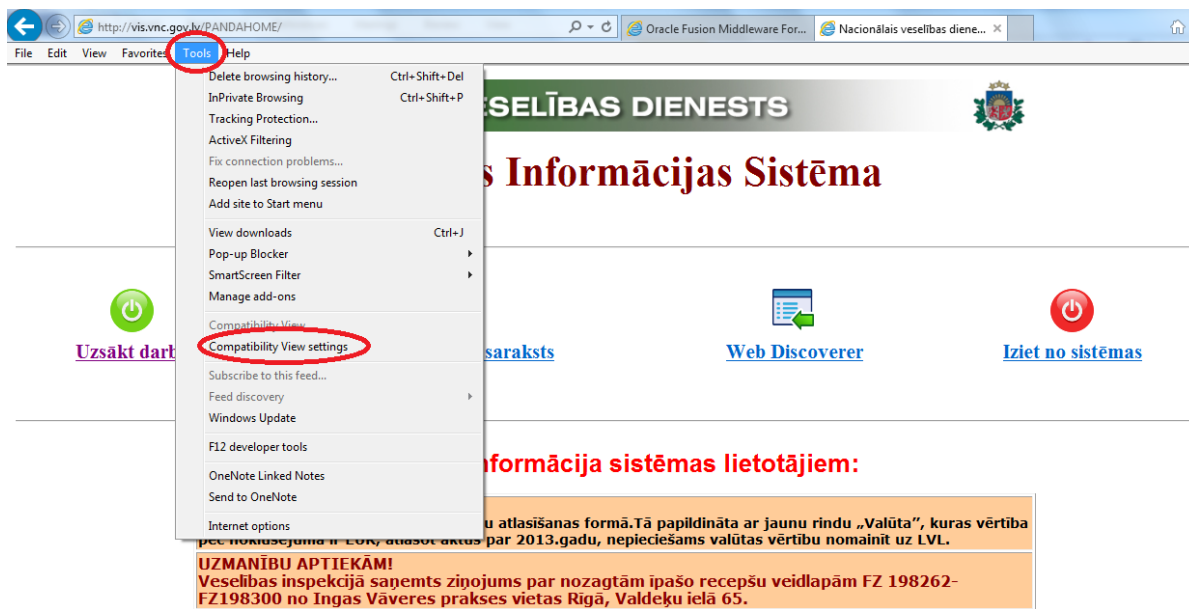 http://vis.vnc.gov.lv/PANDAHOME/
Oracle Fusion Middleware For...
Nacionālais veselības diene...
File Edit View Favorites Tools Help
Delete browsing history... Ctrl+Shift+Del
InPrivate Browsing Ctrl+Shift+P
Tracking Protection...
ActiveX Filtering
Fix connection problems...
Reopen last browsing session
Add site to Start menu
View downloads Ctrl+J
Pop-up Blocker
SmartScreen Filter
Manage add-ons
Compatibility View
Compatibility View settings
Subscribe to this feed...
Feed discovery
Windows Update
F12 developer tools
OneNote Linked Notes
Send to OneNote
Internet options
ESELĪBAS DIENESTS
s Informācijas Sistēma
Uzsākt darb
saraksts
Web Discoverer
Iziet no sistēmas
nformācija sistēmas lietotājiem:
u atlasīšanas formā.Tā papildināta ar jaunu rindu „Valūta”, kuras vērtība
pēc noklusējuma ir EUR, atlasot aktus par 2013.gadu, nepieciešams valūtas vērtību nomainīt uz LVL.
UZMANĪBU APTIEKĀM!
Veselības inspekcijā saņemts ziņojums par nozagtām īpašo recepšu veidlapām FZ 198262-
FZ198300 no Ingas Vāveres prakses vietas Rīgā, Valdeķu ielā 65.